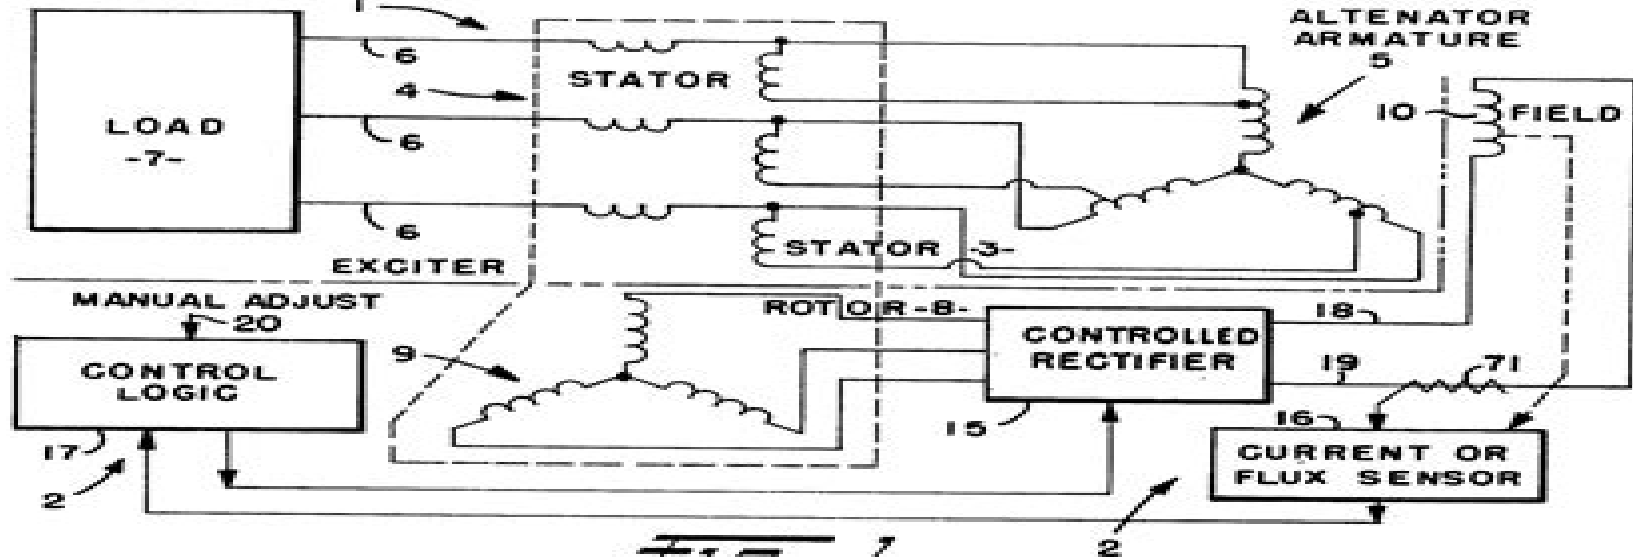 1
ALTENATOR
ARMATURE
5
6
STATOR
4
10
FIELD
LOAD
-7-
6
6
STATOR -3-
EXCITER
MANUAL ADJUST
20
ROTOR -8-
18
CONTROLLED
RECTIFIER
9
19
71
CONTROL
LOGIC
15
16
17
CURRENT OR
FLUX SENSOR
2
2